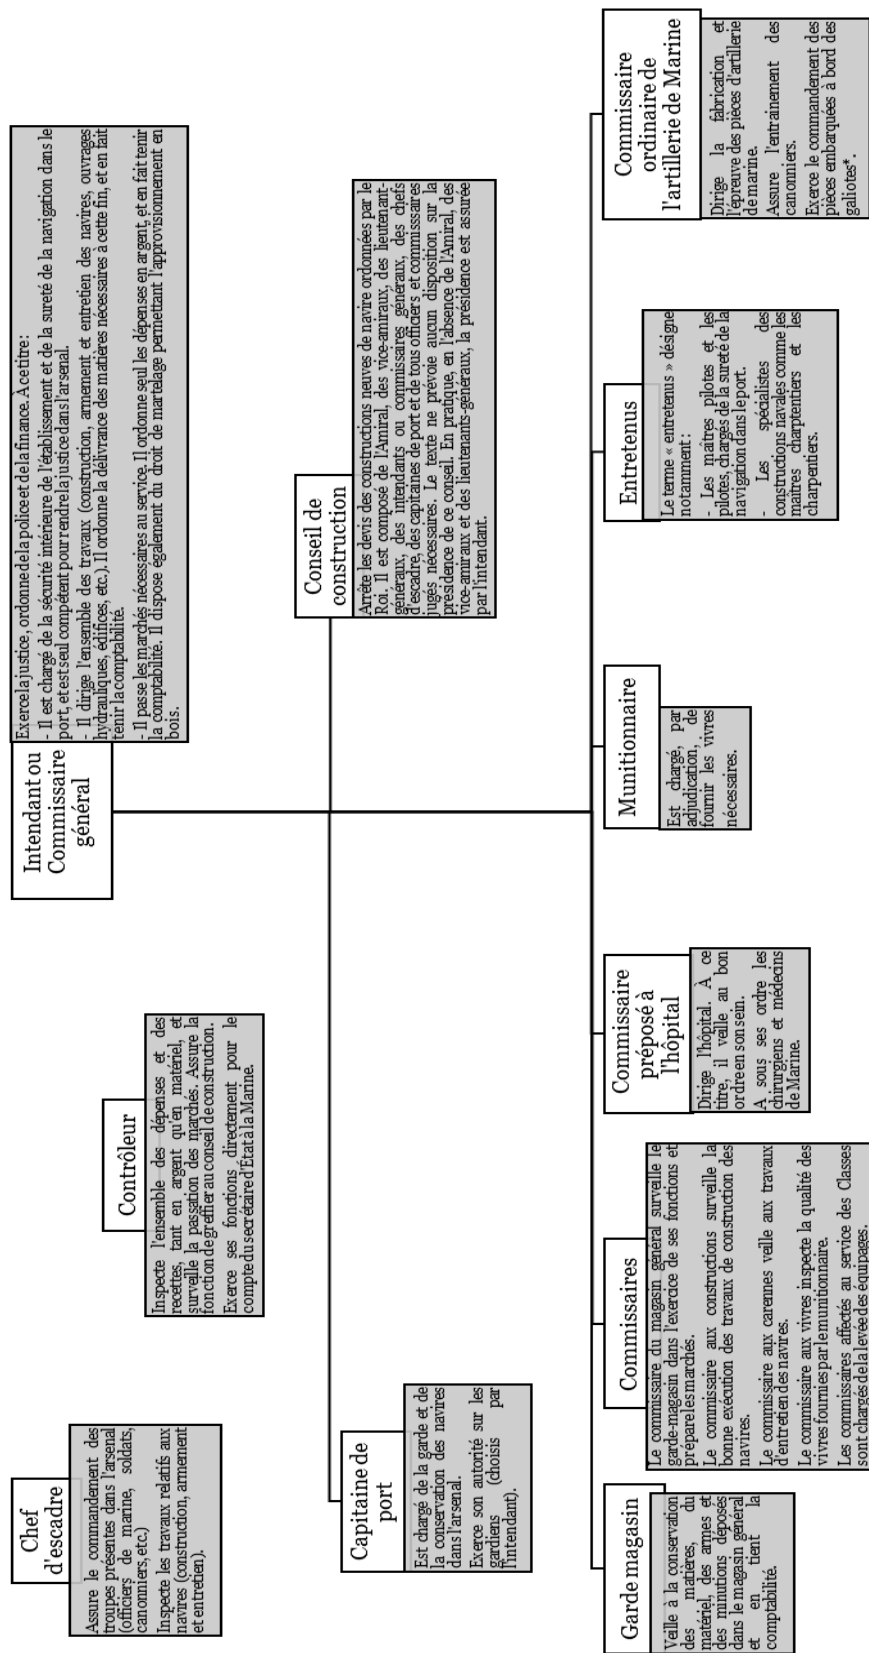 Chef
d'escadre
Assure le commandement des
troupes présentes dans l'arsenal
(officiers de marine, soldats,
canonniers, etc.)
Inspecte les travaux relatifs aux
navires (construction, armement
et entretien).
Contrôleur
Inspecte l'ensemble des dépenses et des
recettes, tant en argent qu'en matériel, et
surveille la passation des marchés. Assure la
fonction de greffier au conseil de construction.
Exerce ses fonctions directement pour le
compte du secrétaire d'État à la Marine.
Intendant ou
Commissaire
général
Exerce la justice, ordonne de la police et de la finance. À ce titre :
- Il est chargé de la sécurité intérieure de l'établissement et de la sureté de la navigation dans le
port, et est seul compétent pour rendre la justice dans l'arsenal.
- Il dirige l'ensemble des travaux (construction, armement et entretien des navires, ouvrages
hydrauliques, édifices, etc.). Il ordonne la délivrance des matières nécessaires à cette fin, et en fait
tenir la comptabilité.
- Il passe les marchés nécessaires au service. Il ordonne seul les dépenses en argent, et en fait tenir
la comptabilité. Il dispose également du droit de martelage permettant l'approvisionnement en
bois.
Capitaine de
port
Est chargé de la garde et de
la conservation des navires
dans l'arsenal.
Exerce son autorité sur les
gardiens (choisis par
l'intendant).
Conseil de
construction
Arrête les devis des constructions neuves de navire ordonnées par le
Roi. Il est composé de l'Amiral, des vice-amiraux, des lieutenant-
généraux, des intendants ou commissaires généraux, des chefs
d'escadre, des capitaines de port et de tous officiers et commisssaires
jugés nécessaires. Le texte ne prévoie aucun disposition sur la
présidence de ce conseil. En pratique, en l'absence de l'Amiral, des
vice-amiraux et des lieutenants-généraux, la présidence est assurée
par l'intendant.
Garde magasin
Veille à la conservation
des matières, du
matériel, des armes et
des minutions déposés
dans le magasin général
et en tient la
comptabilité.
Commissaires
Le commissaire du magasin général surveille le
garde-magasin dans l'exercice de ses fonctions et
prépare les marchés.
Le commissaire aux constructions surveille la
bonne exécution des travaux de construction des
navires.
Le commissaire aux carennes veille aux travaux
d'entretien des navires.
Le commissaire aux vivres inspecte la qualité des
vivres fournies par le munitionnaire.
Les commissaires affectés au service des Classes
sont chargés de la levée des équipages.
Commissaire
préposé à
l'hôpital
Dirige l'hôpital. À ce
titre, il veille au bon
ordre en son sein.
A sous ses ordre les
chirurgiens et médecins
de Marine.
Munitionnaire
Est chargé, par
adjudication, de
fournir les vivres
nécessaires.
Entretenus
Le terme « entretenus » désigne
notamment :
- Les maîtres pilotes et les
pilotes, chargés de la sureté de la
navigation dans le port.
- Les spécialistes des
constructions navales comme les
maîtres charptentiers et les
charpentiers.
Commissaire
ordinaire de
l'artillerie de Marine
Dirige la fabrication et
l'épreuve des pièces d'artillerie
de marine.
Assure l'entrainement des
canonniers.
Exerce le commandement des
pièces embarquées à bord des
galiotes*.